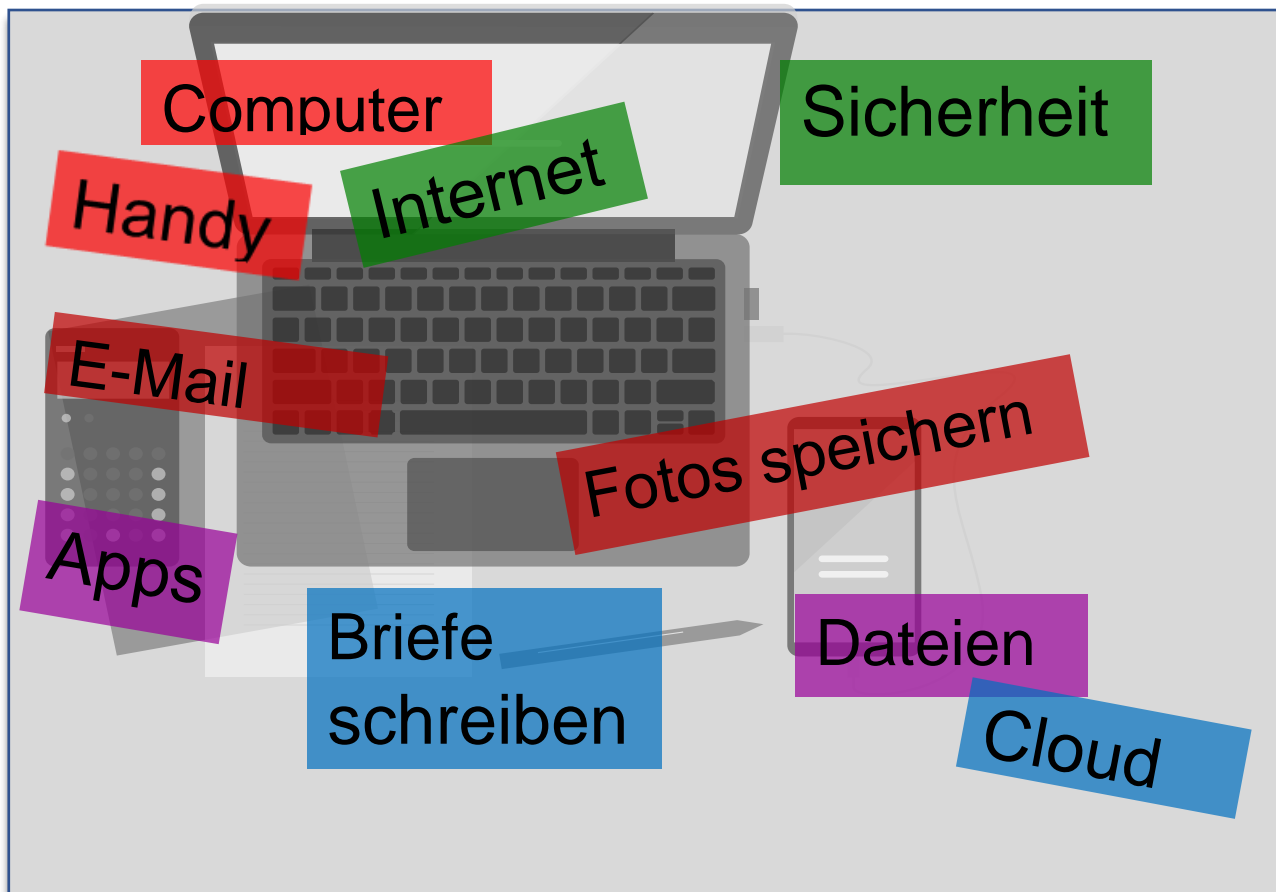 Computer
Sicherheit
Internet
Handy
E-Mail
Fotos speichern
Apps
Briefe
schreiben
Dateien
Cloud